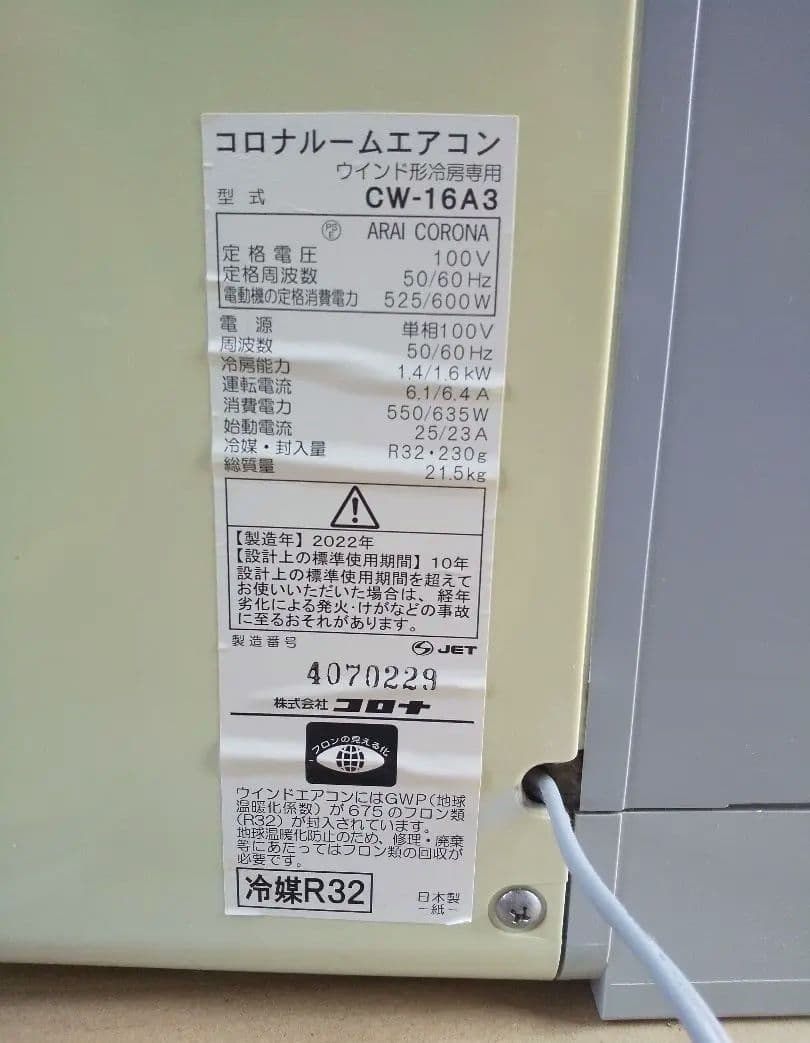 コロナルームエアコン
ウインド形冷房専用
型式 CW-16A3
PS E ARAI CORONA
定格電圧 100V
定格周波数 50/60Hz
電動機の定格消費電力 525/600W
電源 単相100V
周波数 50/60Hz
冷房能力 1.4/1.6kW
運転電流 6.1/6.4A
消費電力 550/635W
始動電流 25/23A
冷媒・封入量 R32・230g
総質量 21.5kg
【製造年】2022年
【設計上の標準使用期間】10年
設計上の標準使用期間を超えて
お使いいただいた場合は、経年
劣化による発火・けがなどの事故
に至るおそれがあります。
製造番号 JET
4070229
株式会社 コロナ
フロンの見える化
ウインドエアコンにはGWP(地球
温暖化係数)が675のフロン類
(R32)が封入されています。
地球温暖化防止のため、修理・廃棄
等にあたってはフロン類の回収が
必要です。
冷媒R32
日本製
-紙-